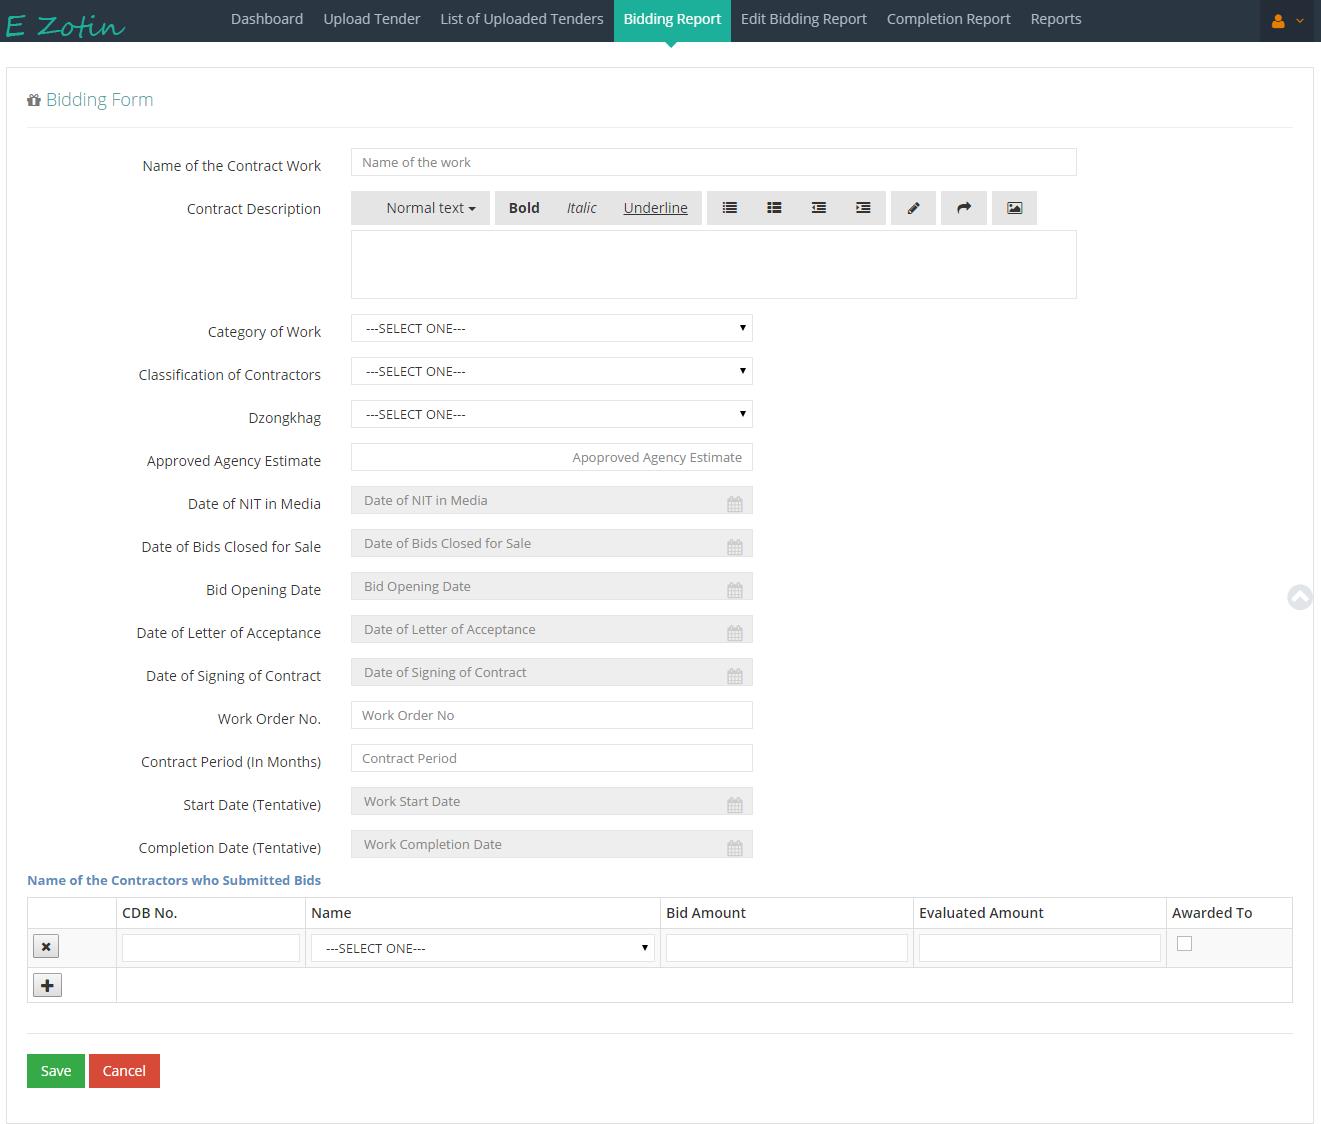 E Zotin
Dashboard Upload Tender List of Uploaded Tenders Bidding Report Edit Bidding Report Completion Report Reports
Bidding Form
Name of the Contract Work Name of the work
Contract Description Normal text Bold Italic Underline
Category of Work ---SELECT ONE---
Classification of Contractors ---SELECT ONE---
Dzongkhag ---SELECT ONE---
Approved Agency Estimate Apoproved Agency Estimate
Date of NIT in Media Date of NIT in Media
Date of Bids Closed for Sale Date of Bids Closed for Sale
Bid Opening Date Bid Opening Date
Date of Letter of Acceptance Date of Letter of Acceptance
Date of Signing of Contract Date of Signing of Contract
Work Order No. Work Order No
Contract Period (In Months) Contract Period
Start Date (Tentative) Work Start Date
Completion Date (Tentative) Work Completion Date
Name of the Contractors who Submitted Bids
CDB No. Name Bid Amount Evaluated Amount Awarded To
---SELECT ONE---
Save Cancel